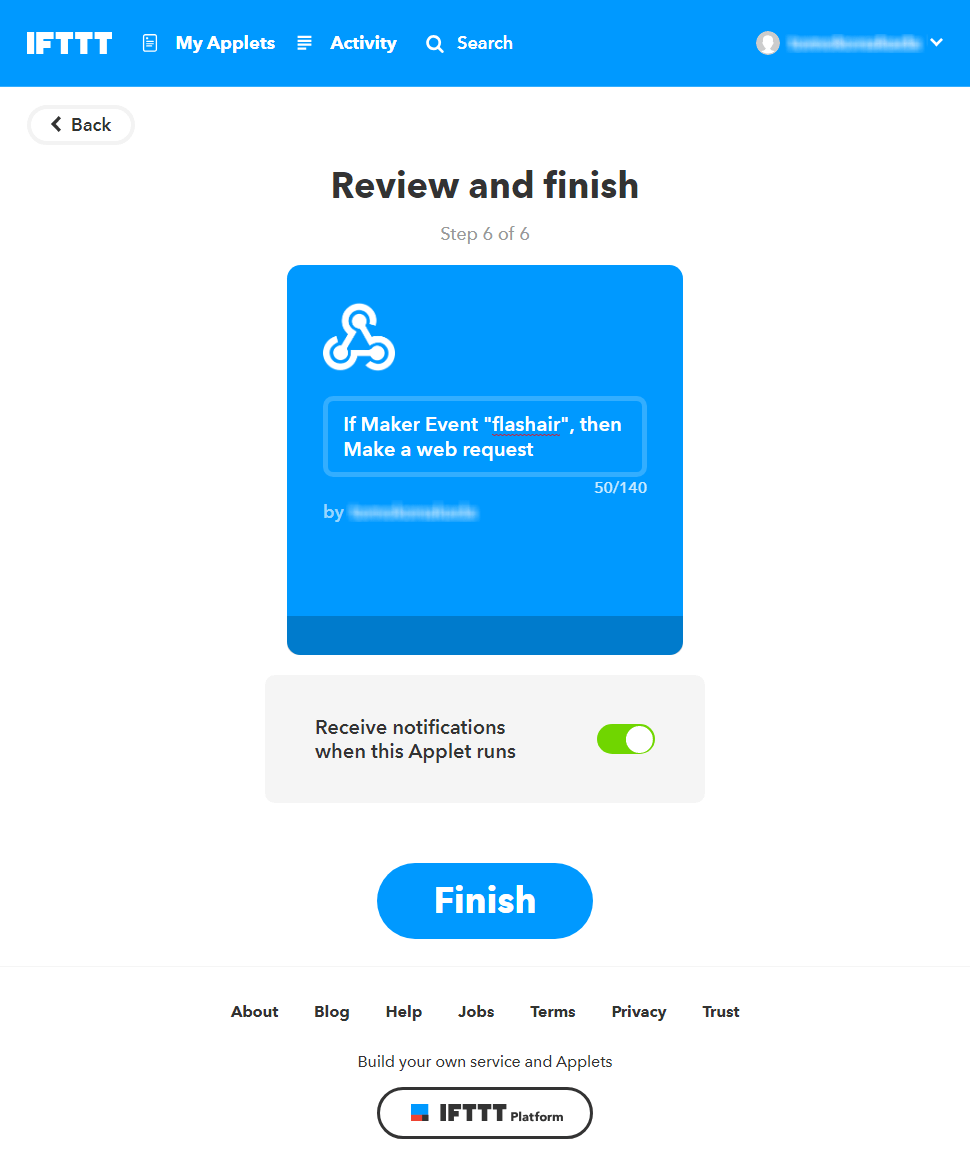 IFTTT My Applets Activity Search
Back
Review and finish
Step 6 of 6
If Maker Event "flashair", then
Make a web request
50/140
by
Receive notifications
when this Applet runs
Finish
About Blog Help Jobs Terms Privacy Trust
Build your own service and Applets
IFTTT Platform